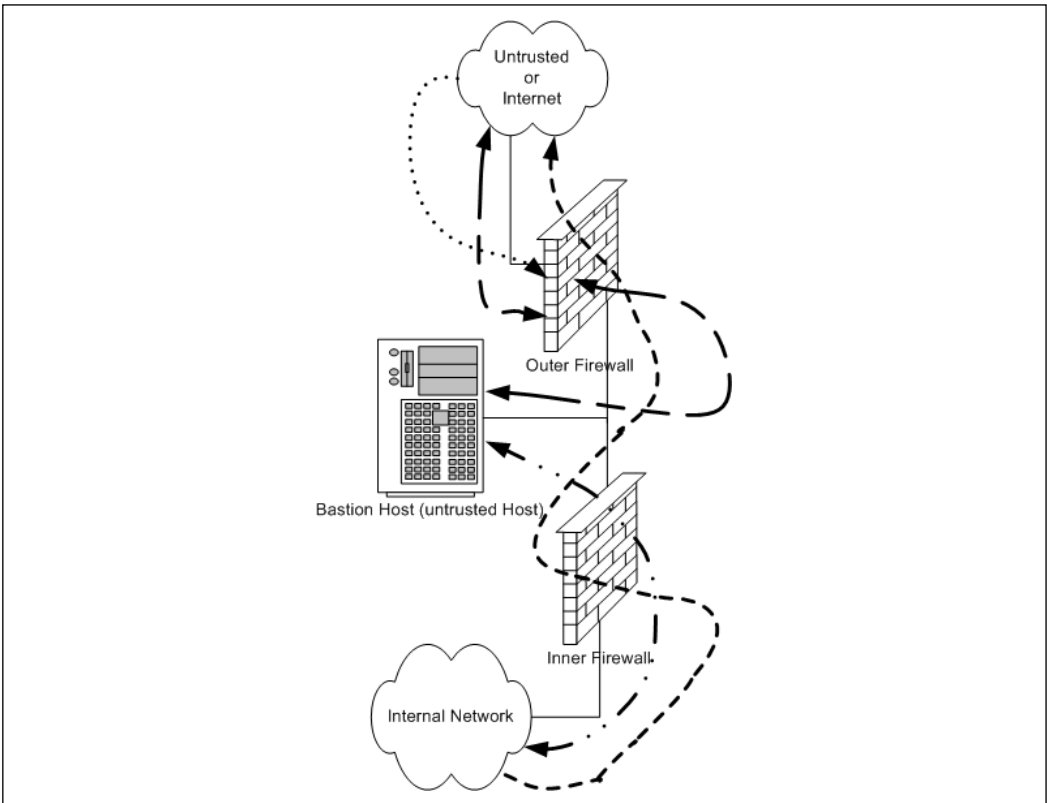 Untrusted
or
Internet
Outer Firewall
Bastion Host (untrusted Host)
Inner Firewall
Internal Network